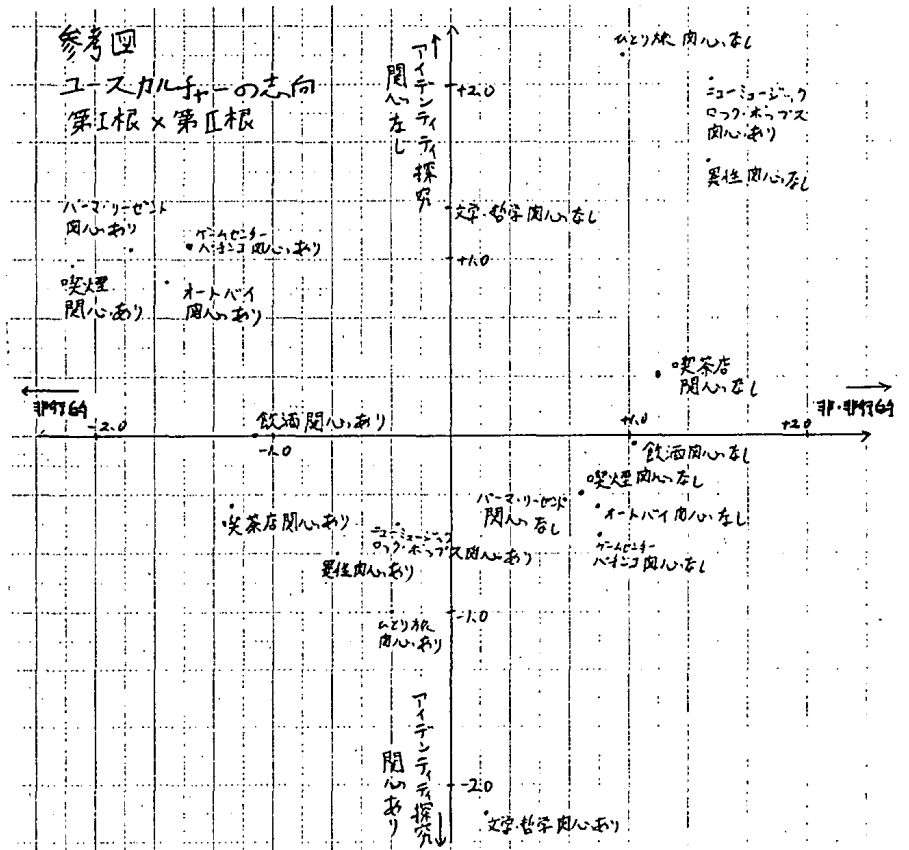 参考図
ユースカルチャーの志向
第Ⅰ根×第Ⅱ根
アイデンティティ探究
関心なし
+2.0
ひとり旅 関心なし
ニューミュージック
ロック・ポップス
関心あり
異性関心なし
パーマ・リーゼント
関心あり
ゲームセンター
パチンコ関心あり
文学・哲学関心なし
+1.0
喫煙
関心あり
オートバイ
関心あり
喫茶店
関心なし
非行的
非・非行的
-2.0
飲酒関心あり
-1.0
+1.0
+2.0
飲酒関心なし
喫煙関心なし
パーマ・リーゼント
関心なし
オートバイ関心なし
喫茶店関心あり
ニューミュージック
ロック・ポップス関心あり
ゲームセンター
パチンコ関心なし
異性関心あり
ひとり旅
関心あり
-1.0
アイデンティティ探究
関心あり
-2.0
文学・哲学関心あり